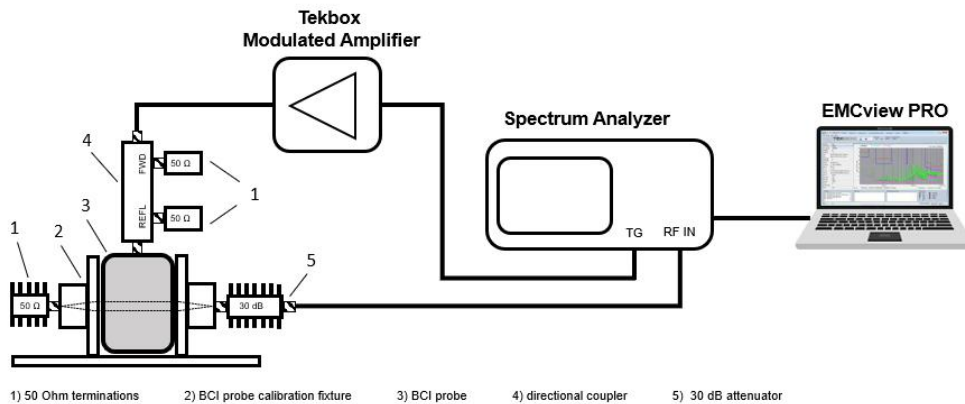 Tekbox
Modulated Amplifier
EMCview PRO
Spectrum Analyzer
4
FWD
50 Ω
1
REFL
50 Ω
3
1
2
5
TG
RF IN
50 Ω
30 dB
1) 50 Ohm terminations 2) BCI probe calibration fixture 3) BCI probe 4) directional coupler 5) 30 dB attenuator